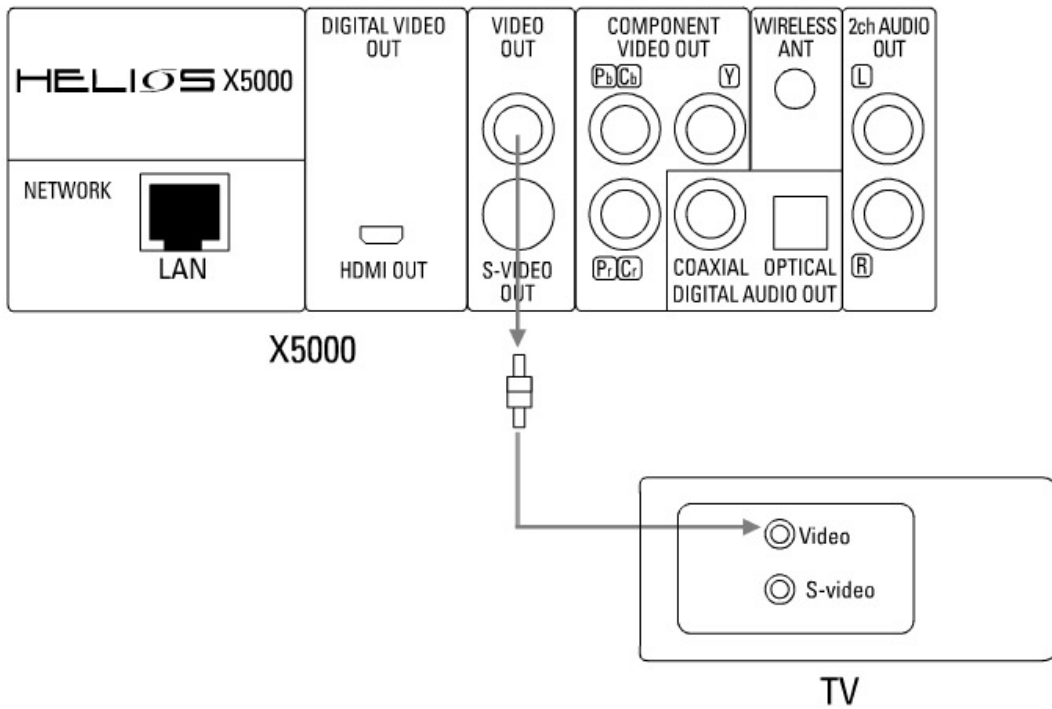 HELIOS X5000
NETWORK
LAN
DIGITAL VIDEO
OUT
HDMI OUT
VIDEO
OUT
S-VIDEO
OUT
COMPONENT
VIDEO OUT
Pb Cb
Y
Pr Cr
WIRELESS
ANT
COAXIAL OPTICAL
DIGITAL AUDIO OUT
2ch AUDIO
OUT
L
R
X5000
Video
S-video
TV